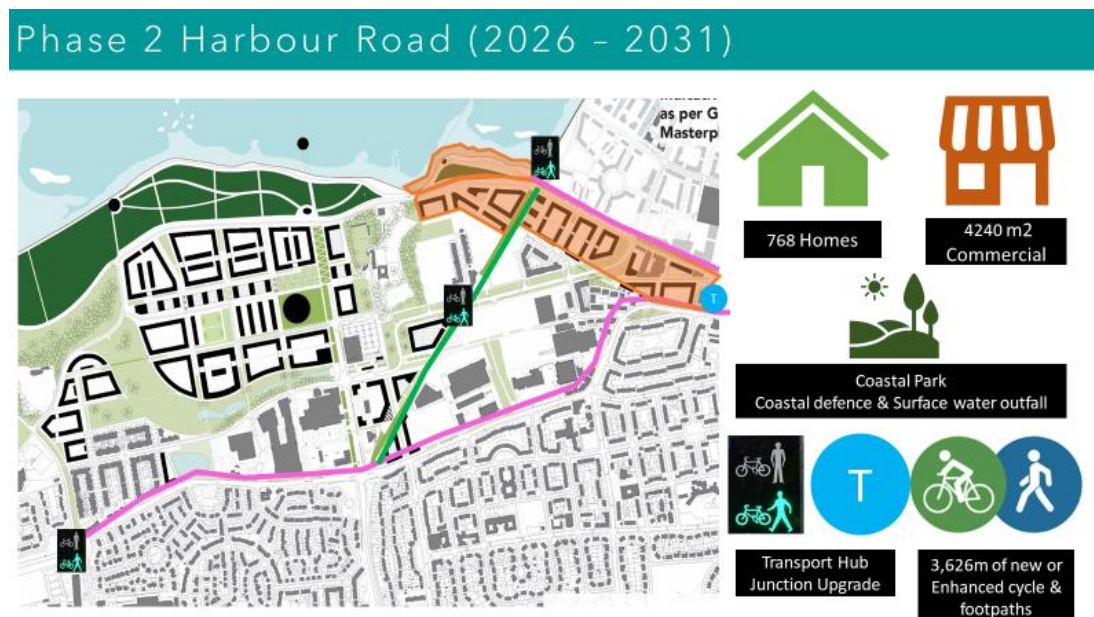 Phase 2 Harbour Road (2026 – 2031)
as per G
Masterpl
768 Homes
4240 m2
Commercial
T
Coastal Park
Coastal defence & Surface water outfall
T
Transport Hub
Junction Upgrade
3,626m of new or
Enhanced cycle &
footpaths